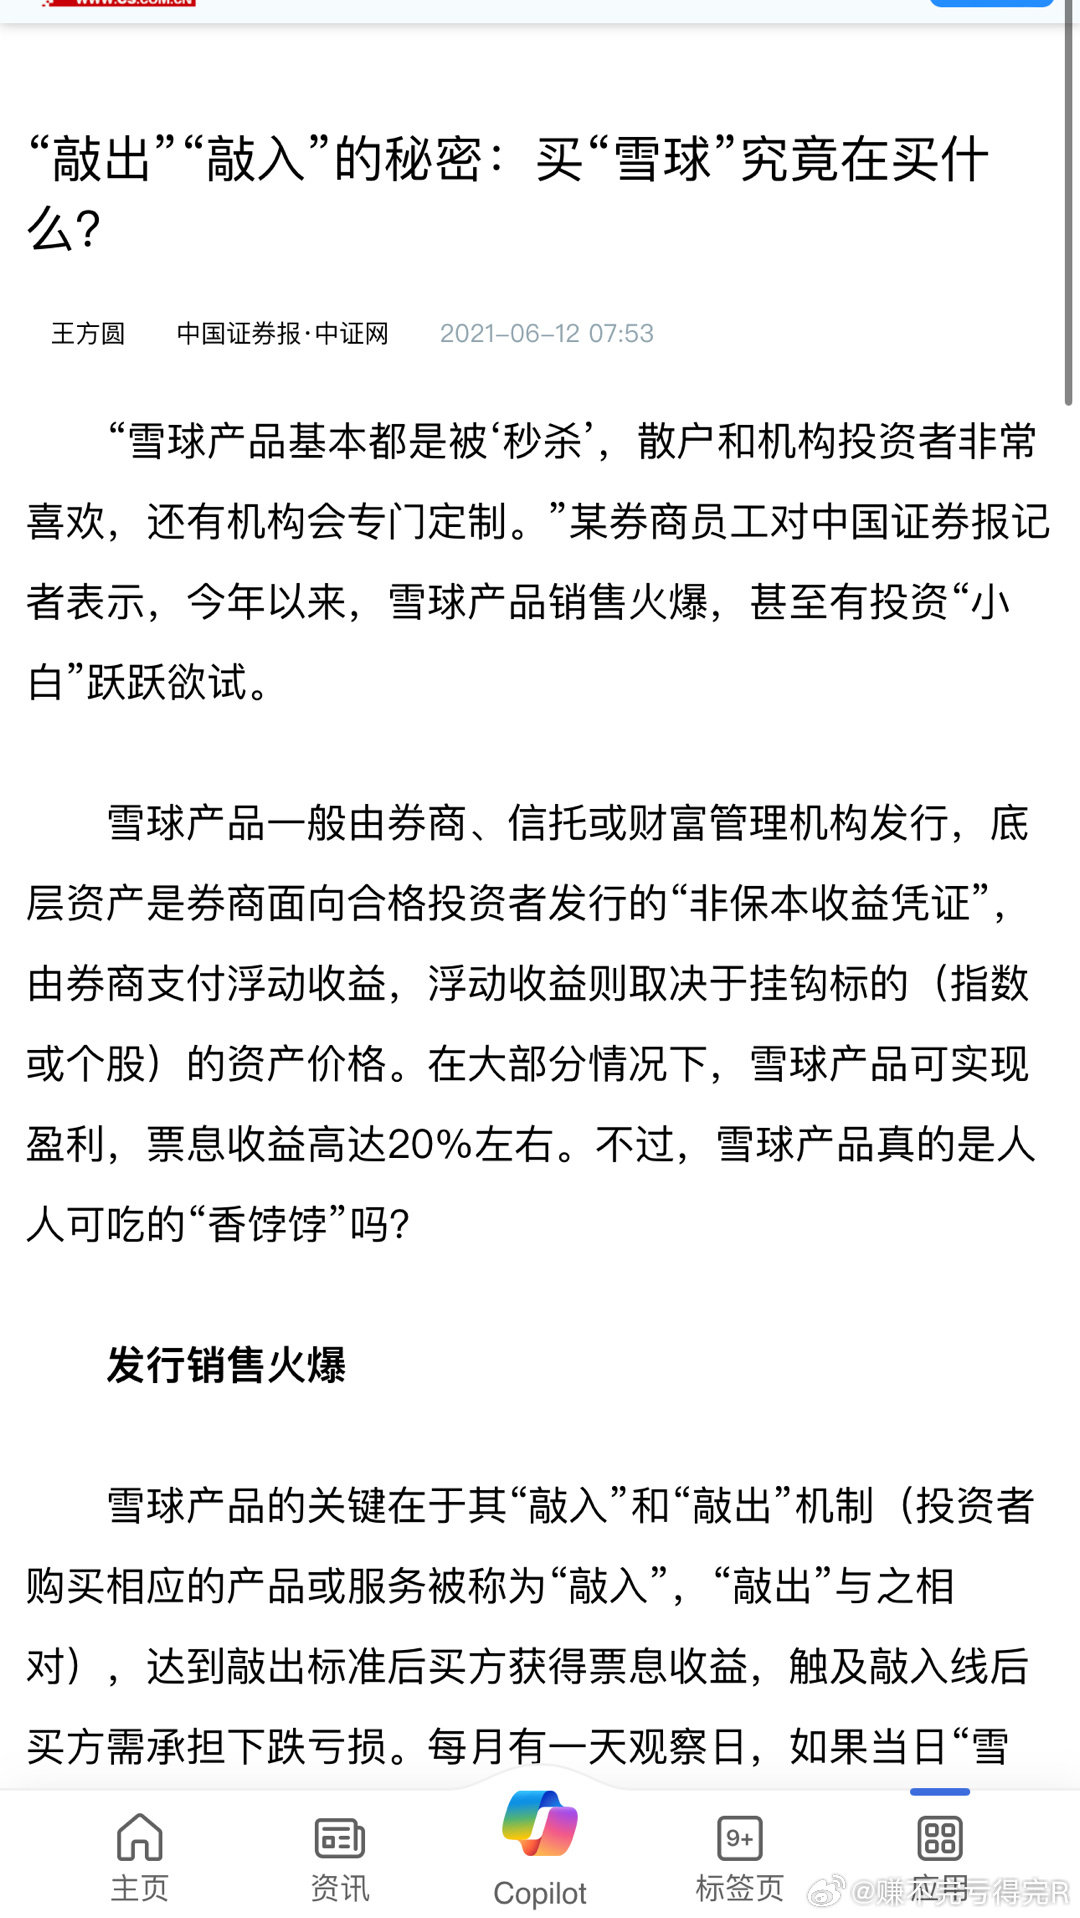 WWW.CS.COM.CN
“敲出”“敲入”的秘密：买“雪球”究竟在买什
么？
王方圆 中国证券报·中证网 2021-06-12 07:53
“雪球产品基本都是被‘秒杀’，散户和机构投资者非常
喜欢，还有机构会专门定制。”某券商员工对中国证券报记
者表示，今年以来，雪球产品销售火爆，甚至有投资“小
白”跃跃欲试。
雪球产品一般由券商、信托或财富管理机构发行，底
层资产是券商面向合格投资者发行的“非保本收益凭证”，
由券商支付浮动收益，浮动收益则取决于挂钩标的（指数
或个股）的资产价格。在大部分情况下，雪球产品可实现
盈利，票息收益高达20%左右。不过，雪球产品真的是人
人可吃的“香饽饽”吗？
发行销售火爆
雪球产品的关键在于其“敲入”和“敲出”机制（投资者
购买相应的产品或服务被称为“敲入”，“敲出”与之相
对），达到敲出标准后买方获得票息收益，触及敲入线后
买方需承担下跌亏损。每月有一天观察日，如果当日“雪
9+
主页 资讯 Copilot 标签页 应用
@赚不完亏得完R